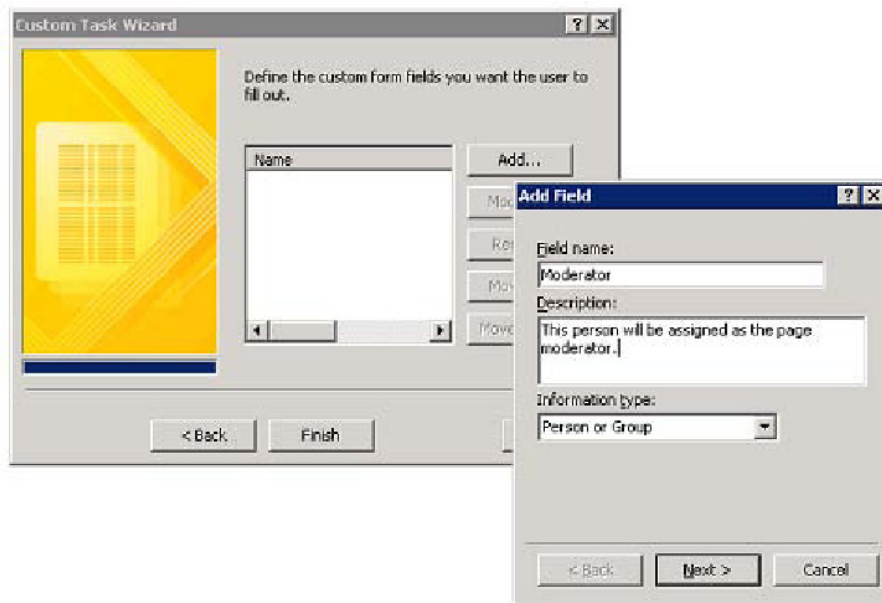 Custom Task Wizard
Define the custom form fields you want the user to
fill out.
Name
Add...
Move
Add Field
Field name:
Moderator
Description:
This person will be assigned as the page
moderator.
Information type:
Person or Group
< Back
Finish
< Back
Next >
Cancel